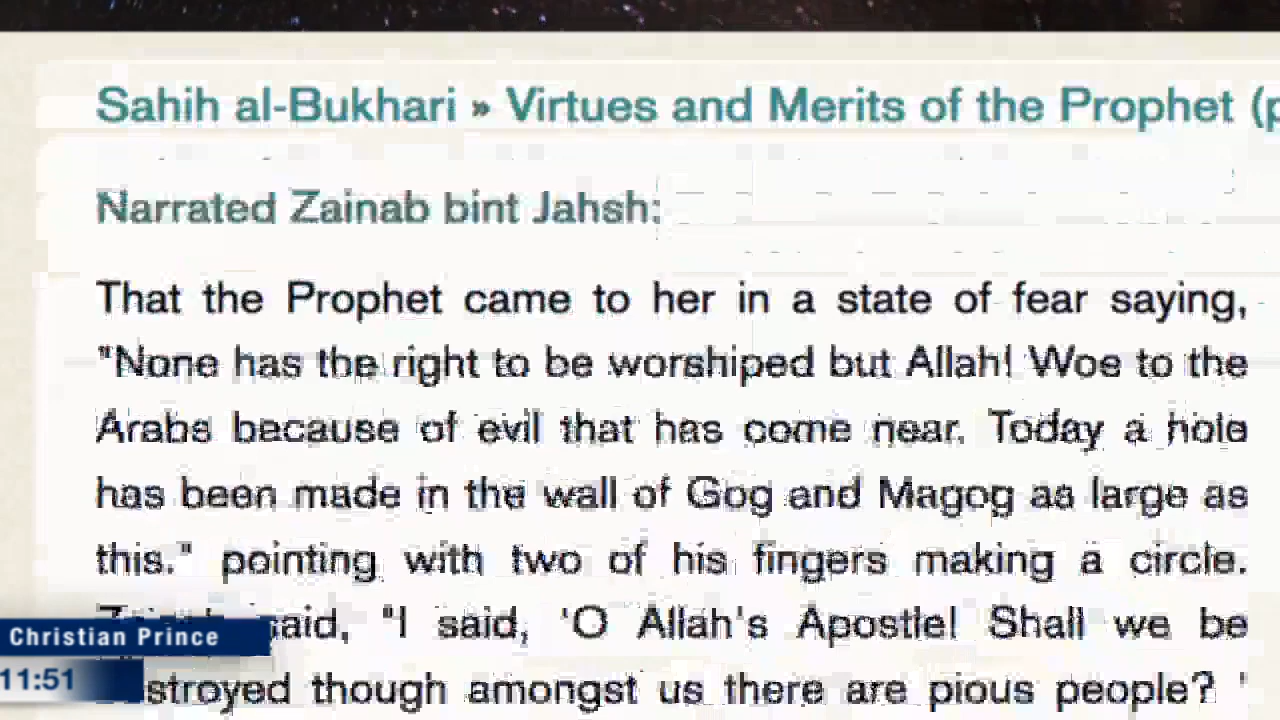 Sahih al-Bukhari » Virtues and Merits of the Prophet (p
Narrated Zainab bint Jahsh:
That the Prophet came to her in a state of fear saying,
"None has the right to be worshiped but Allah! Woe to the
Arabs because of evil that has come near. Today a hole
has been made in the wall of Gog and Magog as large as
this." pointing with two of his fingers making a circle.
said, "I said, 'O Allah's Apostle! Shall we be
stroyed though amongst us there are pious people? '
Christian Prince
11:51